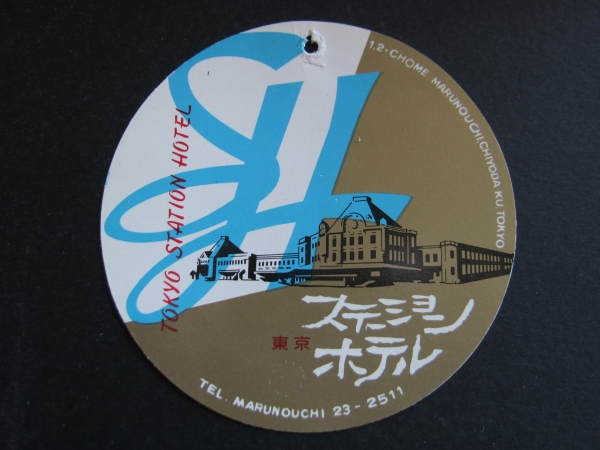 SH
1,2-CHOME MARUNOUCHI, CHIYODA-KU, TOKYO
TOKYO STATION HOTEL
東京
ステーション
ホテル
TEL. MARUNOUCHI 23-2511